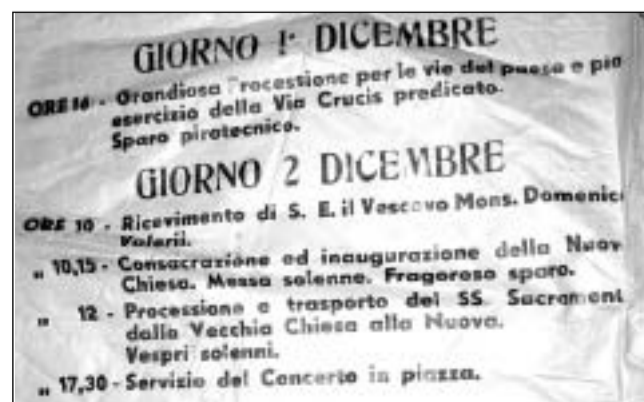 GIORNO 1° DICEMBRE
ORE 16 - Grandiosa Processione per le vie del paese e pio
esercizio della Via Crucis predicato.
Sparo pirotecnico.
GIORNO 2 DICEMBRE
ORE 10 - Ricevimento di S. E. il Vescovo Mons. Domenic
Valerii.
„ 10,15 - Consacrazione ed inaugurazione della Nuov
Chiesa. Messa solenne. Fragoroso sparo.
„ 12 - Processione e trasporto del SS. Sacrament
dalla Vecchia Chiesa alla Nuova.
Vespri solenni.
„ 17,30 - Servizio del Concerto in piazza.